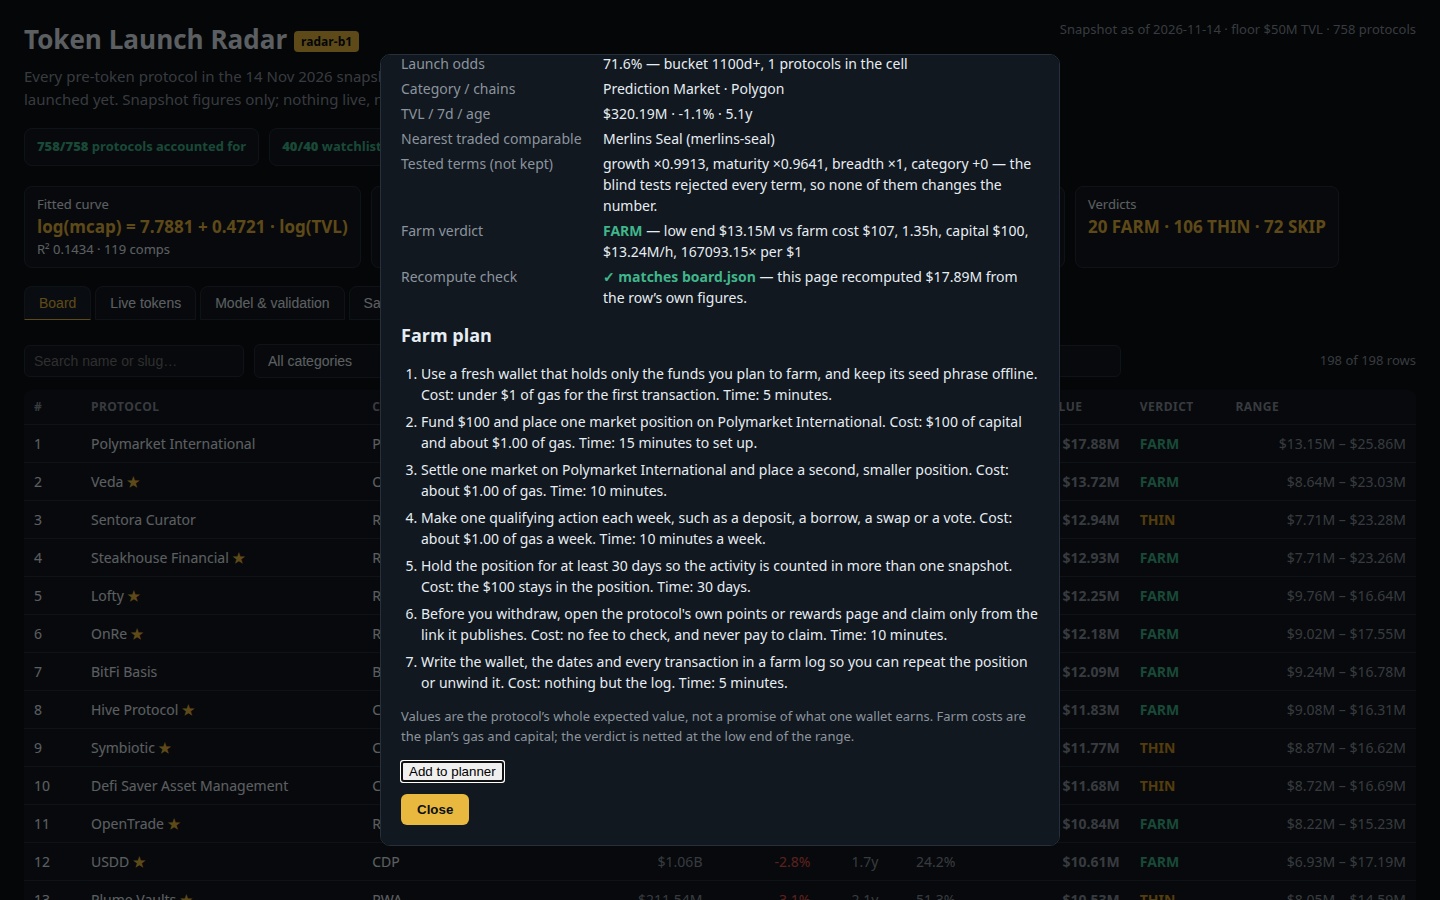 Token Launch Radar radar-b1
Snapshot as of 2026-11-14 · floor $50M TVL · 758 protocols
Every pre-token protocol in the 14 Nov 2026 snaps
launched yet. Snapshot figures only; nothing live, r
758/758 protocols accounted for
40/40 watchlist
Fitted curve
log(mcap) = 7.7881 + 0.4721 · log(TVL)
R² 0.1434 · 119 comps
Verdicts
20 FARM · 106 THIN · 72 SKIP
Board
Live tokens
Model & validation
Sa
Search name or slug…
All categories
198 of 198 rows
# PROTOCOL C LUE VERDICT RANGE
1 Polymarket International P $17.88M FARM $13.15M – $25.86M
2 Veda ★ C $13.72M FARM $8.64M – $23.03M
3 Sentora Curator R $12.94M THIN $7.71M – $23.28M
4 Steakhouse Financial ★ R $12.93M FARM $7.71M – $23.26M
5 Lofty ★ R $12.25M FARM $9.76M – $16.64M
6 OnRe ★ R $12.18M FARM $9.02M – $17.55M
7 BitFi Basis B $12.09M FARM $9.24M – $16.78M
8 Hive Protocol ★ C $11.83M FARM $9.08M – $16.31M
9 Symbiotic ★ C $11.77M THIN $8.87M – $16.62M
10 Defi Saver Asset Management C $11.68M THIN $8.72M – $16.69M
11 OpenTrade ★ R $10.84M FARM $8.22M – $15.23M
12 USDD ★ CDP $1.06B -2.8% 1.7y 24.2% $10.61M FARM $6.93M – $17.19M
13 Plume Vaults ★ RWA $211.54M -3.1% 2.1y 51.3% $10.53M THIN $8.05M – $14.59M
Launch odds 71.6% — bucket 1100d+, 1 protocols in the cell
Category / chains Prediction Market · Polygon
TVL / 7d / age $320.19M · -1.1% · 5.1y
Nearest traded comparable Merlins Seal (merlins-seal)
Tested terms (not kept) growth ×0.9913, maturity ×0.9641, breadth ×1, category +0 — the
blind tests rejected every term, so none of them changes the
number.
Farm verdict FARM — low end $13.15M vs farm cost $107, 1.35h, capital $100,
$13.24M/h, 167093.15× per $1
Recompute check ✓ matches board.json — this page recomputed $17.89M from
the row’s own figures.
Farm plan
1. Use a fresh wallet that holds only the funds you plan to farm, and keep its seed phrase offline.
Cost: under $1 of gas for the first transaction. Time: 5 minutes.
2. Fund $100 and place one market position on Polymarket International. Cost: $100 of capital
and about $1.00 of gas. Time: 15 minutes to set up.
3. Settle one market on Polymarket International and place a second, smaller position. Cost:
about $1.00 of gas. Time: 10 minutes.
4. Make one qualifying action each week, such as a deposit, a borrow, a swap or a vote. Cost:
about $1.00 of gas a week. Time: 10 minutes a week.
5. Hold the position for at least 30 days so the activity is counted in more than one snapshot.
Cost: the $100 stays in the position. Time: 30 days.
6. Before you withdraw, open the protocol's own points or rewards page and claim only from the
link it publishes. Cost: no fee to check, and never pay to claim. Time: 10 minutes.
7. Write the wallet, the dates and every transaction in a farm log so you can repeat the position
or unwind it. Cost: nothing but the log. Time: 5 minutes.
Values are the protocol’s whole expected value, not a promise of what one wallet earns. Farm costs are
the plan’s gas and capital; the verdict is netted at the low end of the range.
Add to planner
Close